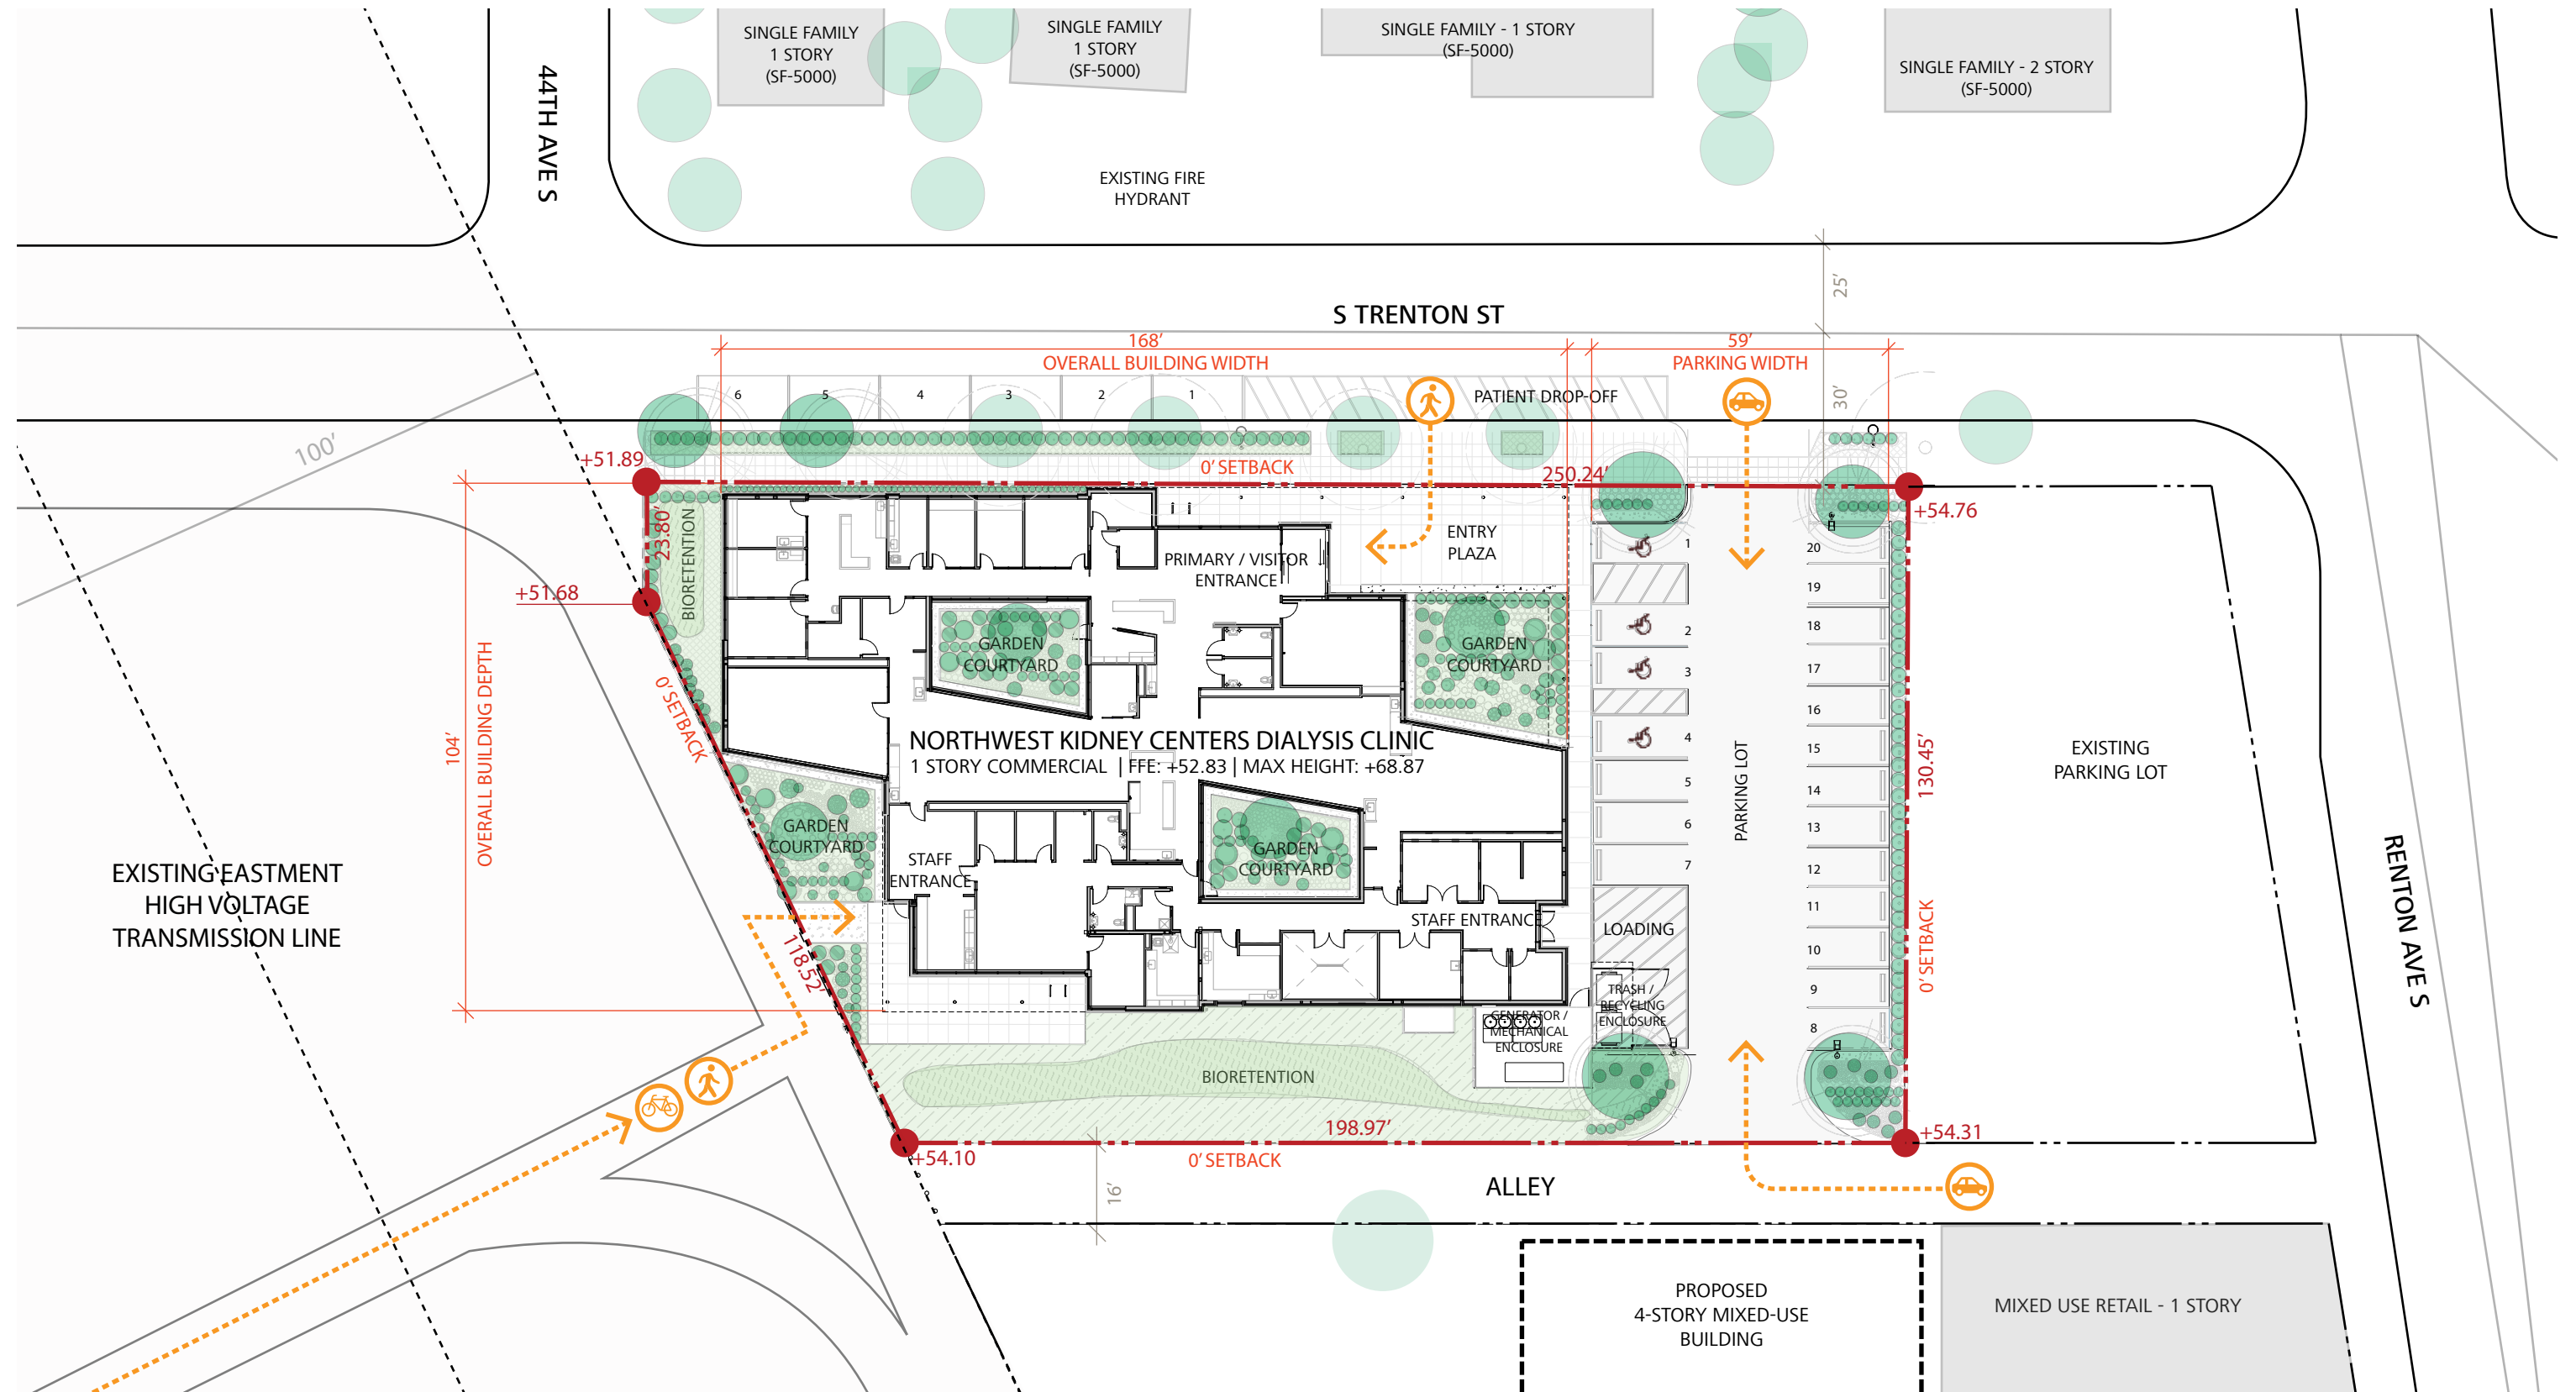 SINGLE FAMILY
1 STORY
(SF-5000)
SINGLE FAMILY
1 STORY
(SF-5000)
SINGLE FAMILY - 1 STORY
(SF-5000)
SINGLE FAMILY - 2 STORY
(SF-5000)
44TH AVE S
EXISTING FIRE
HYDRANT
25'
S TRENTON ST
168'
OVERALL BUILDING WIDTH
59'
PARKING WIDTH
6
5
4
3
2
1
PATIENT DROP-OFF
30'
100'
+51.89
0' SETBACK
250.24'
+54.76
23.80'
BIORETENTION
+51.68
ENTRY
PLAZA
PRIMARY / VISITOR
ENTRANCE
GARDEN
COURTYARD
GARDEN
COURTYARD
0' SETBACK
104'
OVERALL BUILDING DEPTH
NORTHWEST KIDNEY CENTERS DIALYSIS CLINIC
1 STORY COMMERCIAL | FFE: +52.83 | MAX HEIGHT: +68.87
1
2
3
4
5
6
7
PARKING LOT
20
19
18
17
16
15
14
13
12
11
10
9
8
130.45'
0' SETBACK
EXISTING
PARKING LOT
RENTON AVE S
GARDEN
COURTYARD
GARDEN
COURTYARD
STAFF
ENTRANCE
STAFF ENTRANCE
LOADING
EXISTING EASTMENT
HIGH VOLTAGE
TRANSMISSION LINE
118.52'
TRASH /
RECYCLING
ENCLOSURE
GENERATOR /
MECHANICAL
ENCLOSURE
BIORETENTION
198.97'
+54.31
+54.10
0' SETBACK
16'
ALLEY
PROPOSED
4-STORY MIXED-USE
BUILDING
MIXED USE RETAIL - 1 STORY